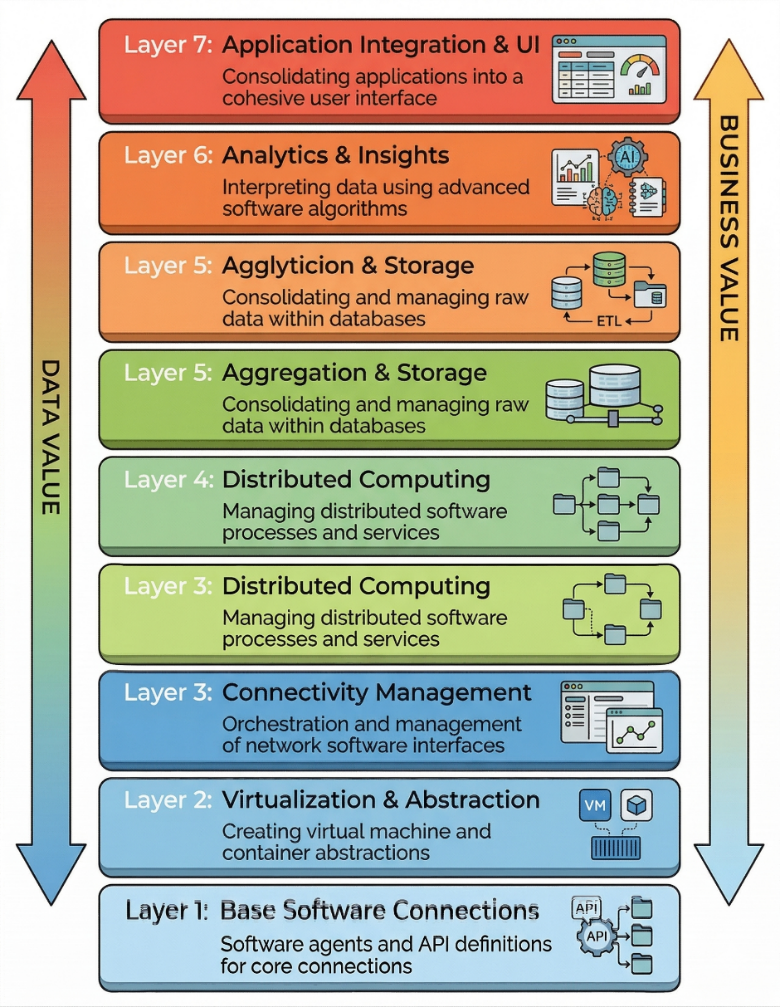 Layer 7: Application Integration & UI
Consolidating applications into a
cohesive user interface
Layer 6: Analytics & Insights
AI
Interpreting data using advanced
software algorithms
Layer 5: Agglyticion & Storage
Consolidating and managing raw
data within databases
ETL
Layer 5: Aggregation & Storage
Consolidating and managing raw
data within databases
Layer 4: Distributed Computing
Managing distributed software
processes and services
Layer 3: Distributed Computing
Managing distributed software
processes and services
Layer 3: Connectivity Management
Orchestration and management
of network software interfaces
Layer 2: Virtualization & Abstraction
VM
Creating virtual machine and
container abstractions
Layer 1: Base Software Connections
API
API
Software agents and API definitions
for core connections
DATA VALUE
BUSINESS VALUE